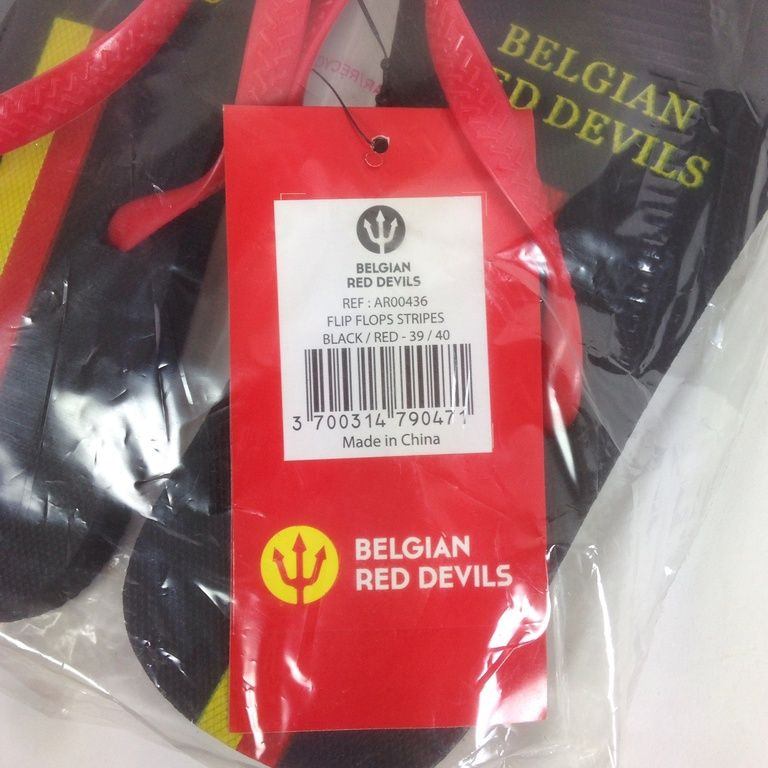 BELGIAN
RED DEVILS
BELGIAN
RED DEVILS
REF : AR00436
FLIP FLOPS STRIPES
BLACK / RED - 39 / 40
3 700314 790471
Made in China
BELGIAN
RED DEVILS